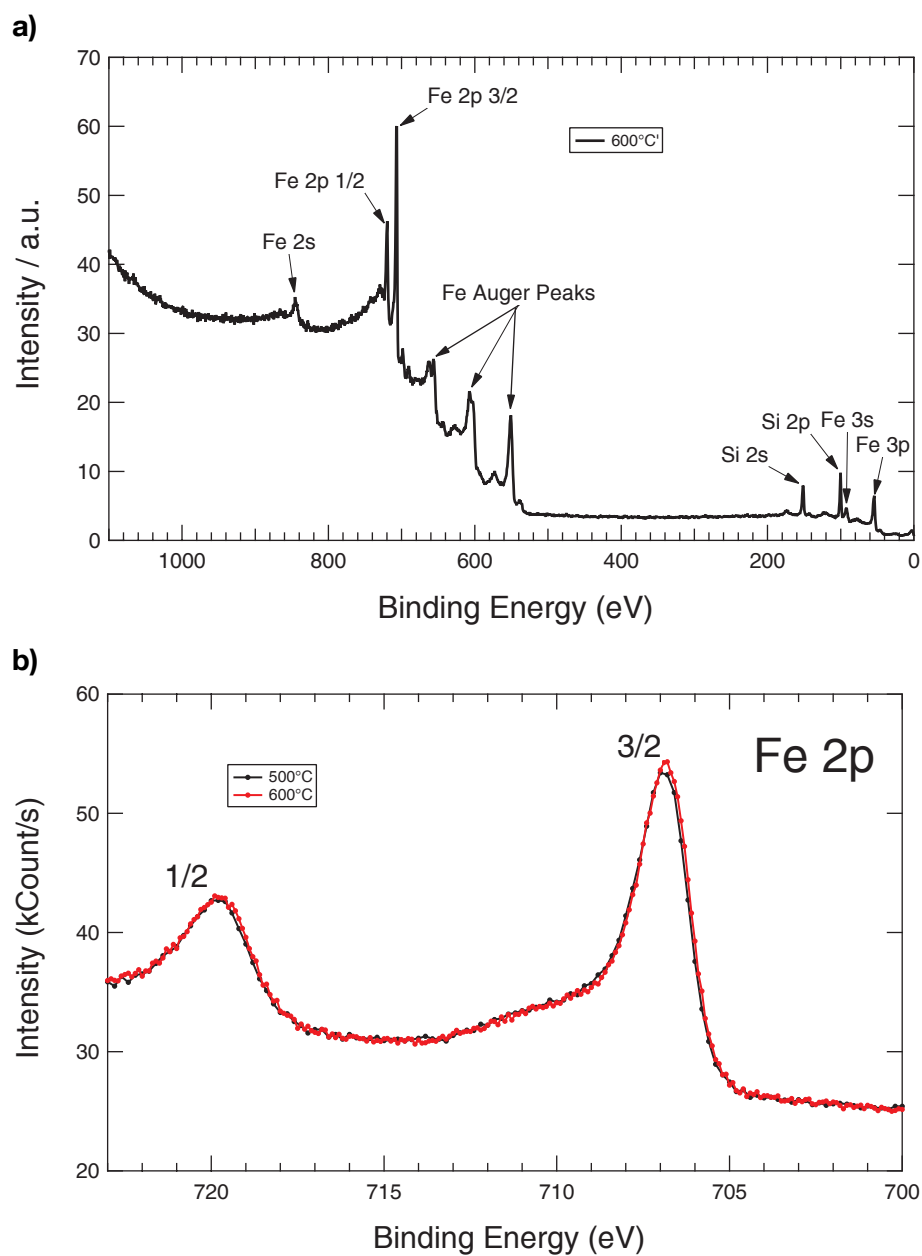 a)
70
60
50
40
30
20
10
0
Intensity / a.u.
Fe 2p 3/2
600°C'
Fe 2p 1/2
Fe 2s
Fe Auger Peaks
Si 2p
Fe 3s
Si 2s
Fe 3p
1000
800
600
400
200
0
Binding Energy (eV)
b)
60
50
40
30
20
Intensity (kCount/s)
3/2
Fe 2p
500°C
600°C
1/2
720
715
710
705
700
Binding Energy (eV)